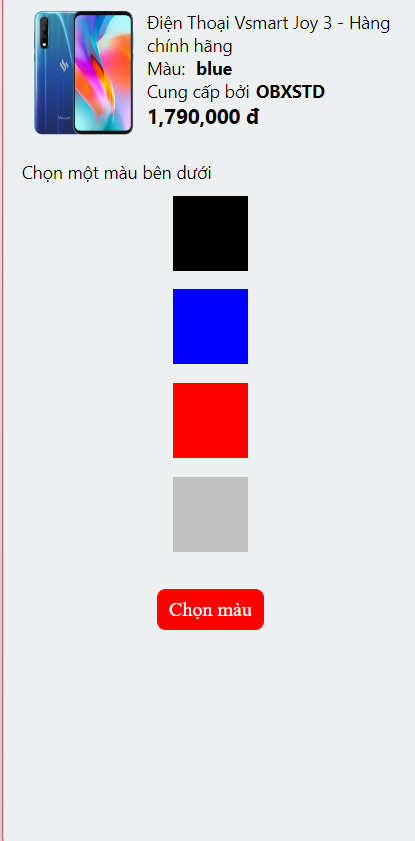 Điện Thoại Vsmart Joy 3 - Hàng
chính hãng
Màu: blue
Cung cấp bởi OBXSTD
1,790,000 đ
Chọn một màu bên dưới
Chọn màu